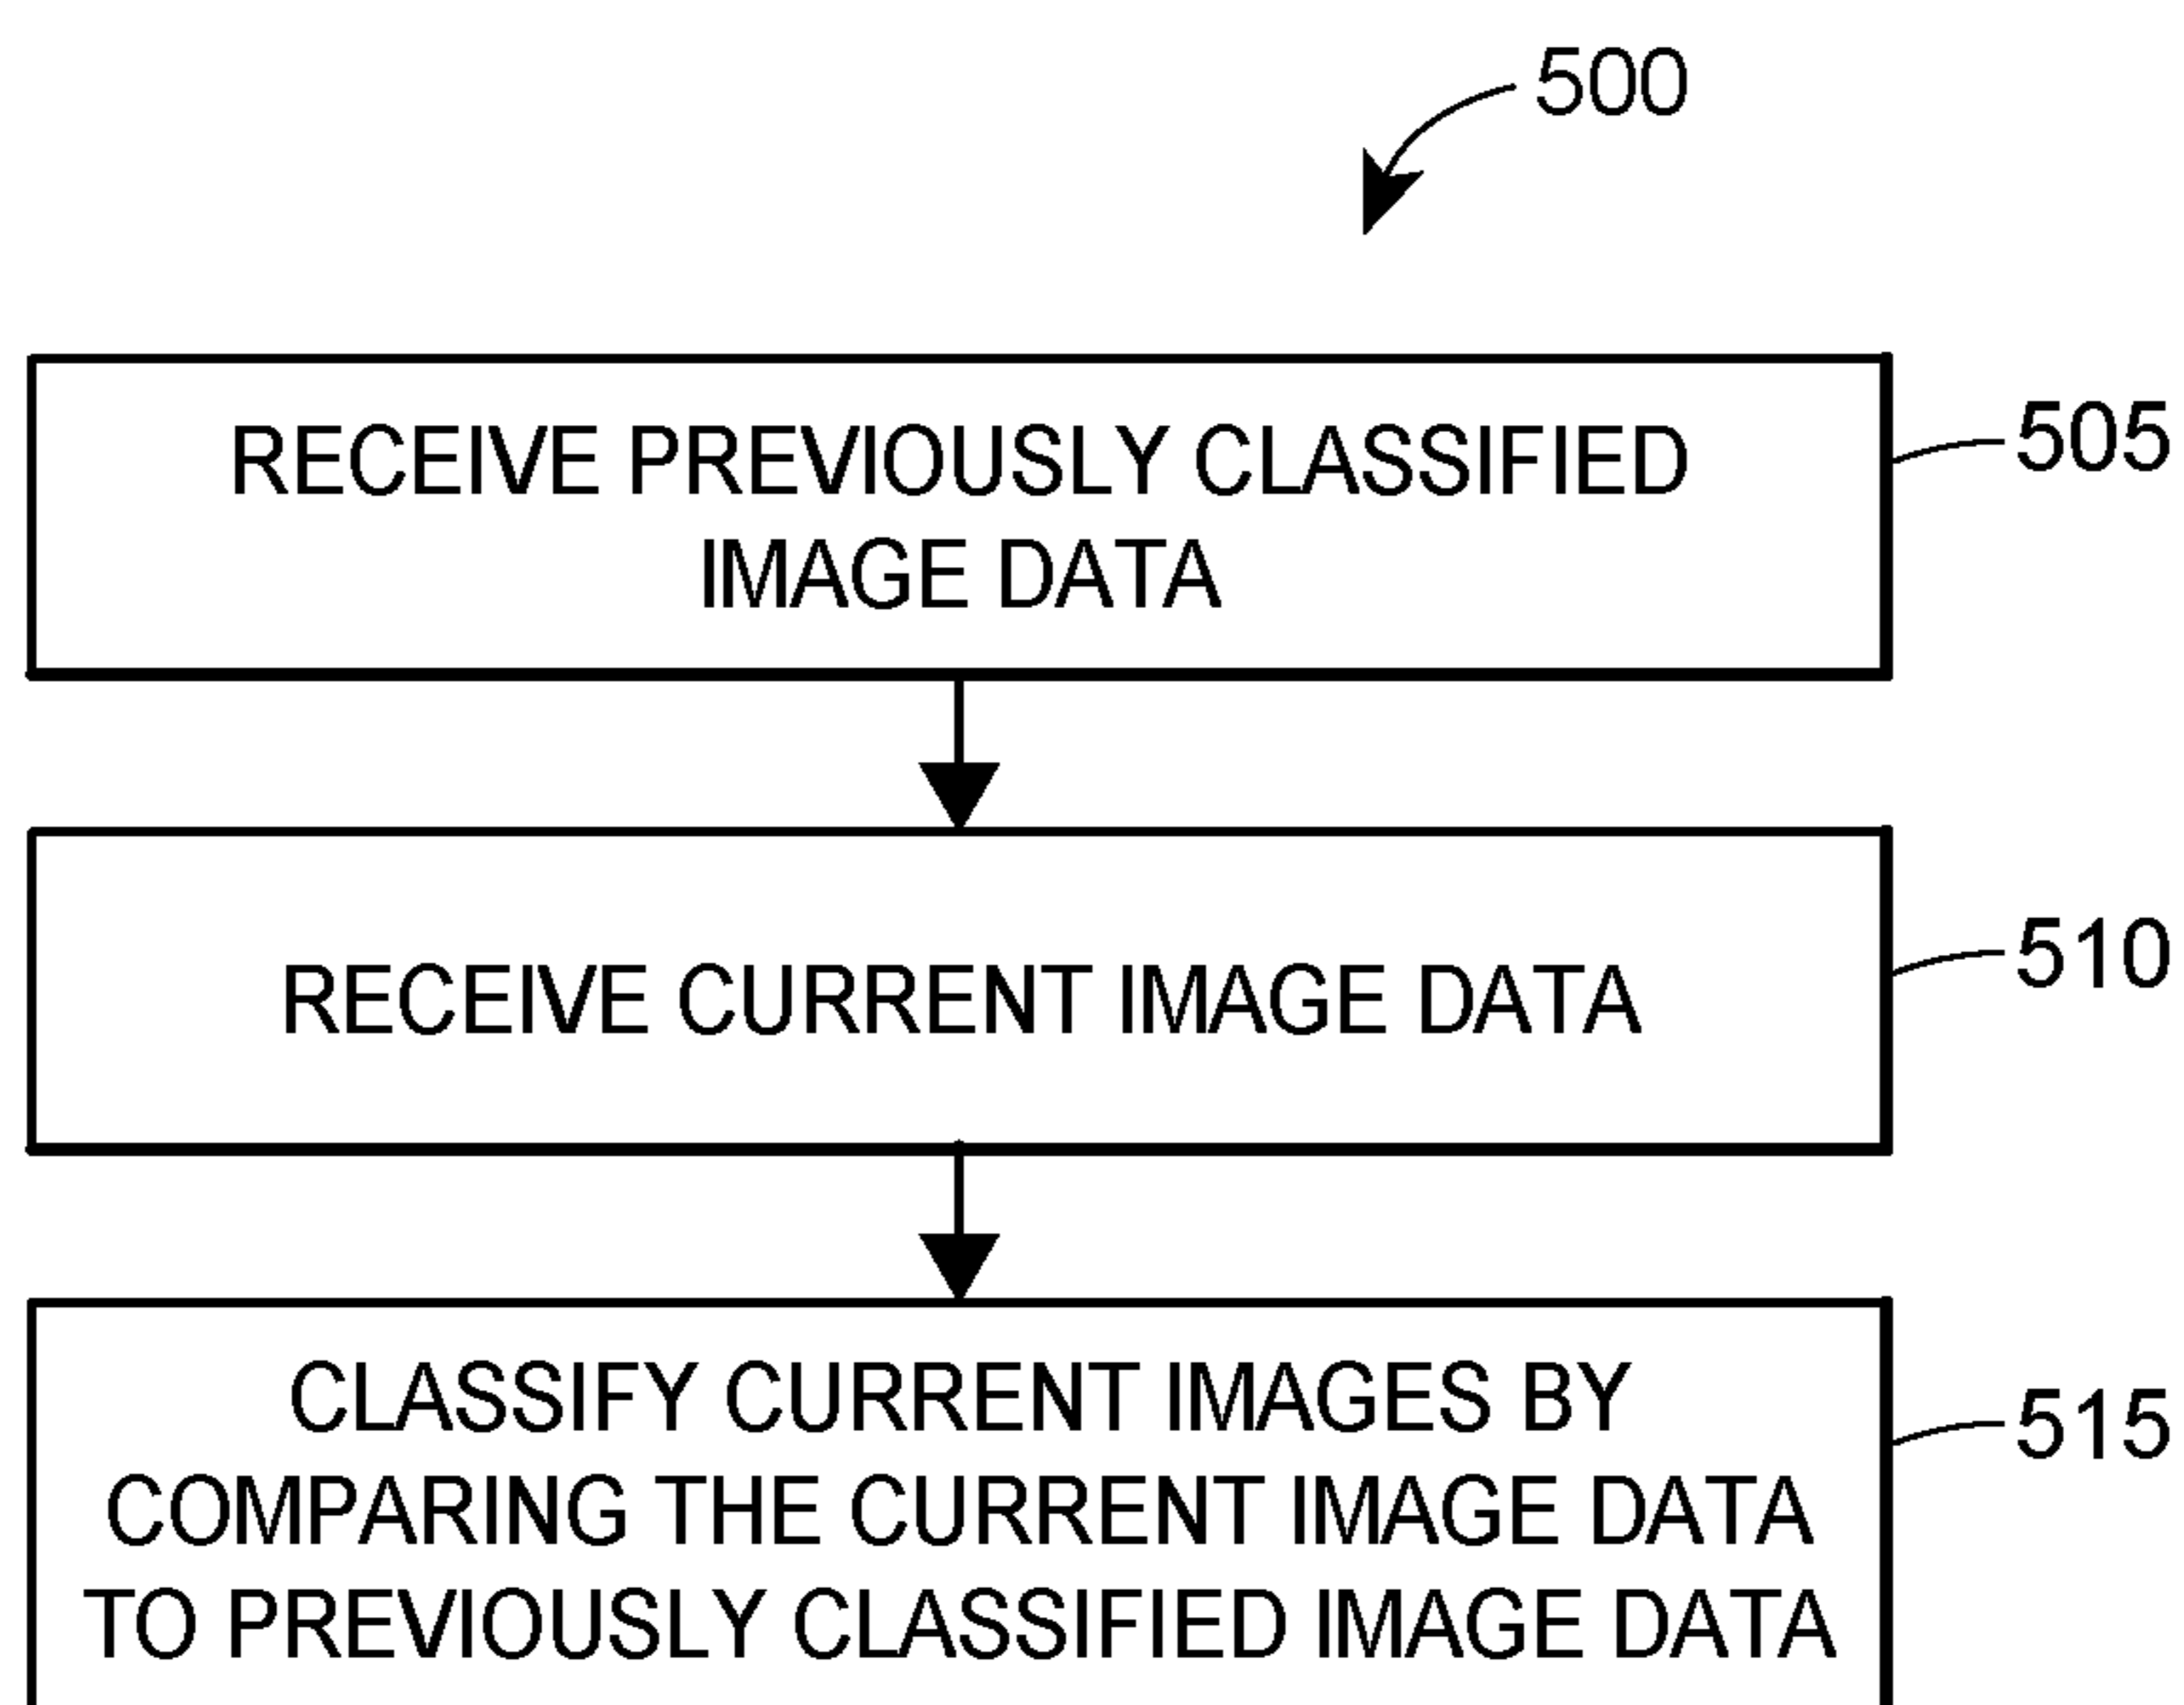 500
RECEIVE PREVIOUSLY CLASSIFIED
IMAGE DATA
505
RECEIVE CURRENT IMAGE DATA
510
CLASSIFY CURRENT IMAGES BY
COMPARING THE CURRENT IMAGE DATA
TO PREVIOUSLY CLASSIFIED IMAGE DATA
515